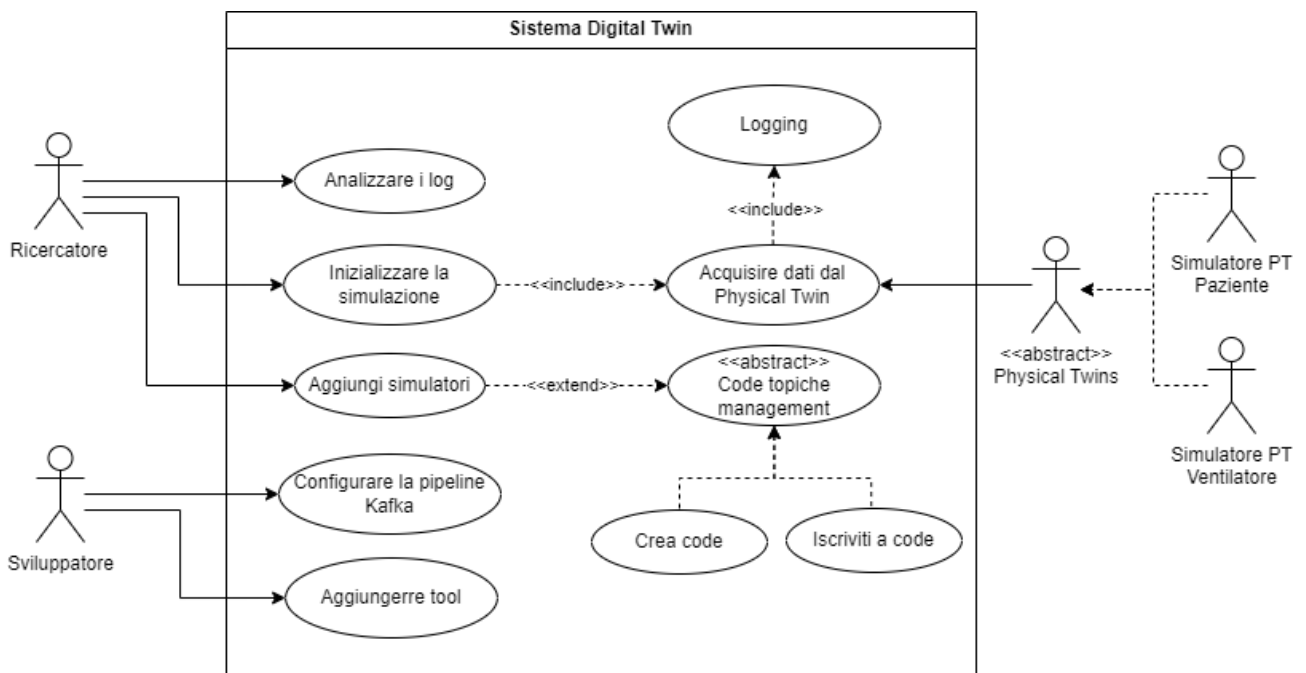 Sistema Digital Twin
Logging
Analizzare i log
<<include>>
Ricercatore
Inizializzare la
simulazione
<<include>>
Acquisire dati dal
Physical Twin
Simulatore PT
Paziente
<<abstract>>
Physical Twins
Aggiungi simulatori
<<extend>>
<<abstract>>
Code topiche
management
Simulatore PT
Ventilatore
Configurare la pipeline
Kafka
Crea code
Iscriviti a code
Sviluppatore
Aggiungerre tool